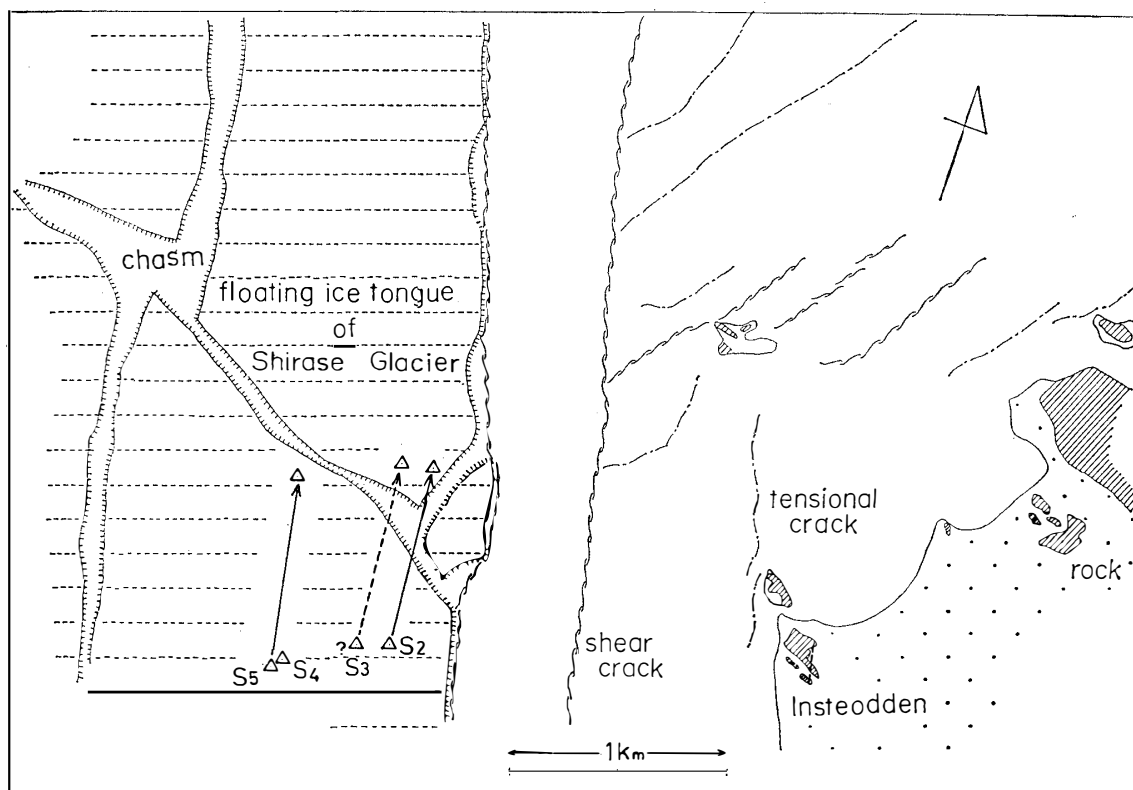 chasm
floating ice tongue
of
Shirase Glacier
tensional
crack
rock
S5
S4
?
S3
S2
shear
crack
Insteodden
1km